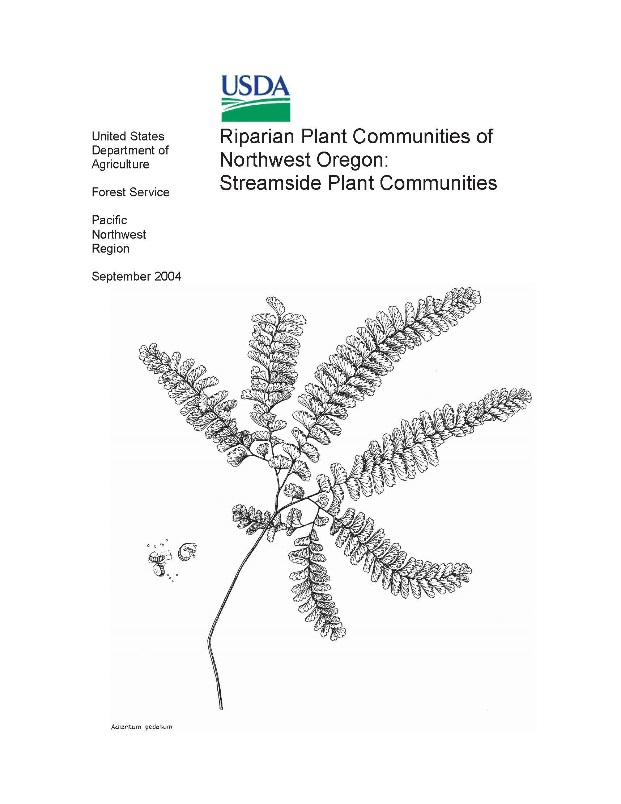 USDA
United States
Department of
Agriculture
Forest Service
Pacific
Northwest
Region
September 2004
Riparian Plant Communities of
Northwest Oregon:
Streamside Plant Communities
Adiantum pedatum